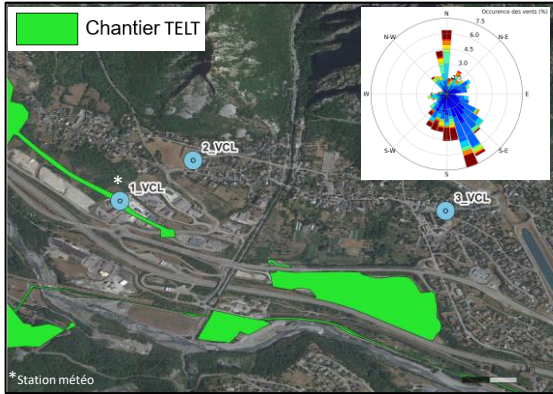 Chantier TELT
Occurence des vents (%)
N
7.5
6.0
4.5
3.0
N-W
N-E
W
E
S-W
S-E
S
2_VCL
*
1_VCL
3_VCL
*Station météo